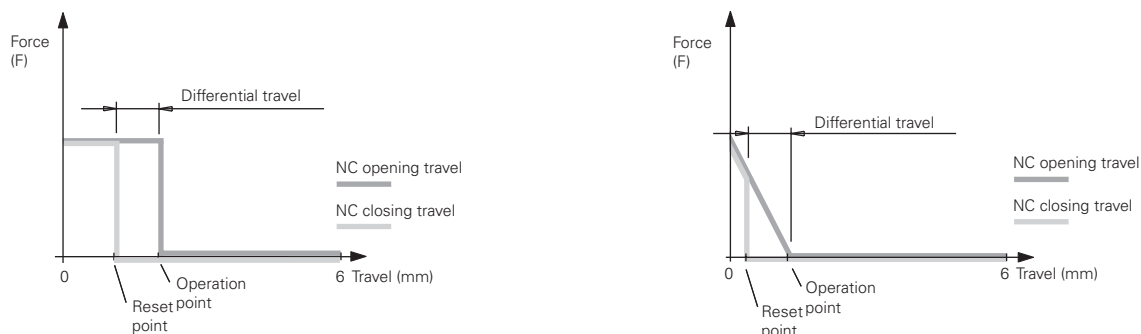 Force
(F)
Differential travel
NC opening travel
NC closing travel
0
6
Travel (mm)
Operation
point
Reset
point
Force
(F)
Differential travel
NC opening travel
NC closing travel
0
6
Travel (mm)
Operation
point
Reset
point